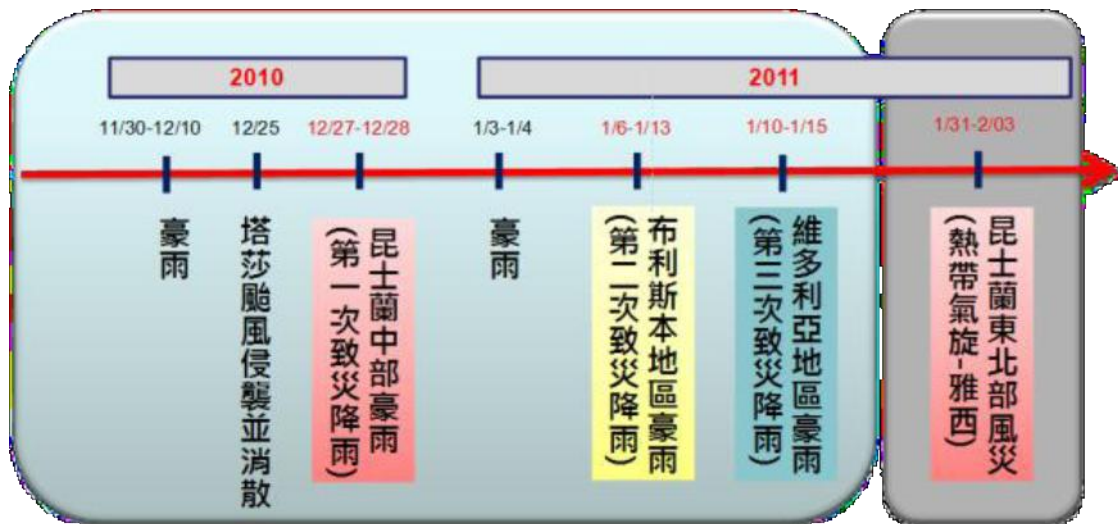 2010
2011
11/30-12/10
12/25
12/27-12/28
1/3-1/4
1/6-1/13
1/10-1/15
1/31-2/03
豪雨
塔莎颱風侵襲並消散
昆士蘭中部豪雨
(第一次致災降雨)
豪雨
布利斯本地區豪雨
(第二次致災降雨)
維多利亞地區豪雨
(第三次致災降雨)
昆士蘭東北部風災
(熱帶氣旋-雅西)